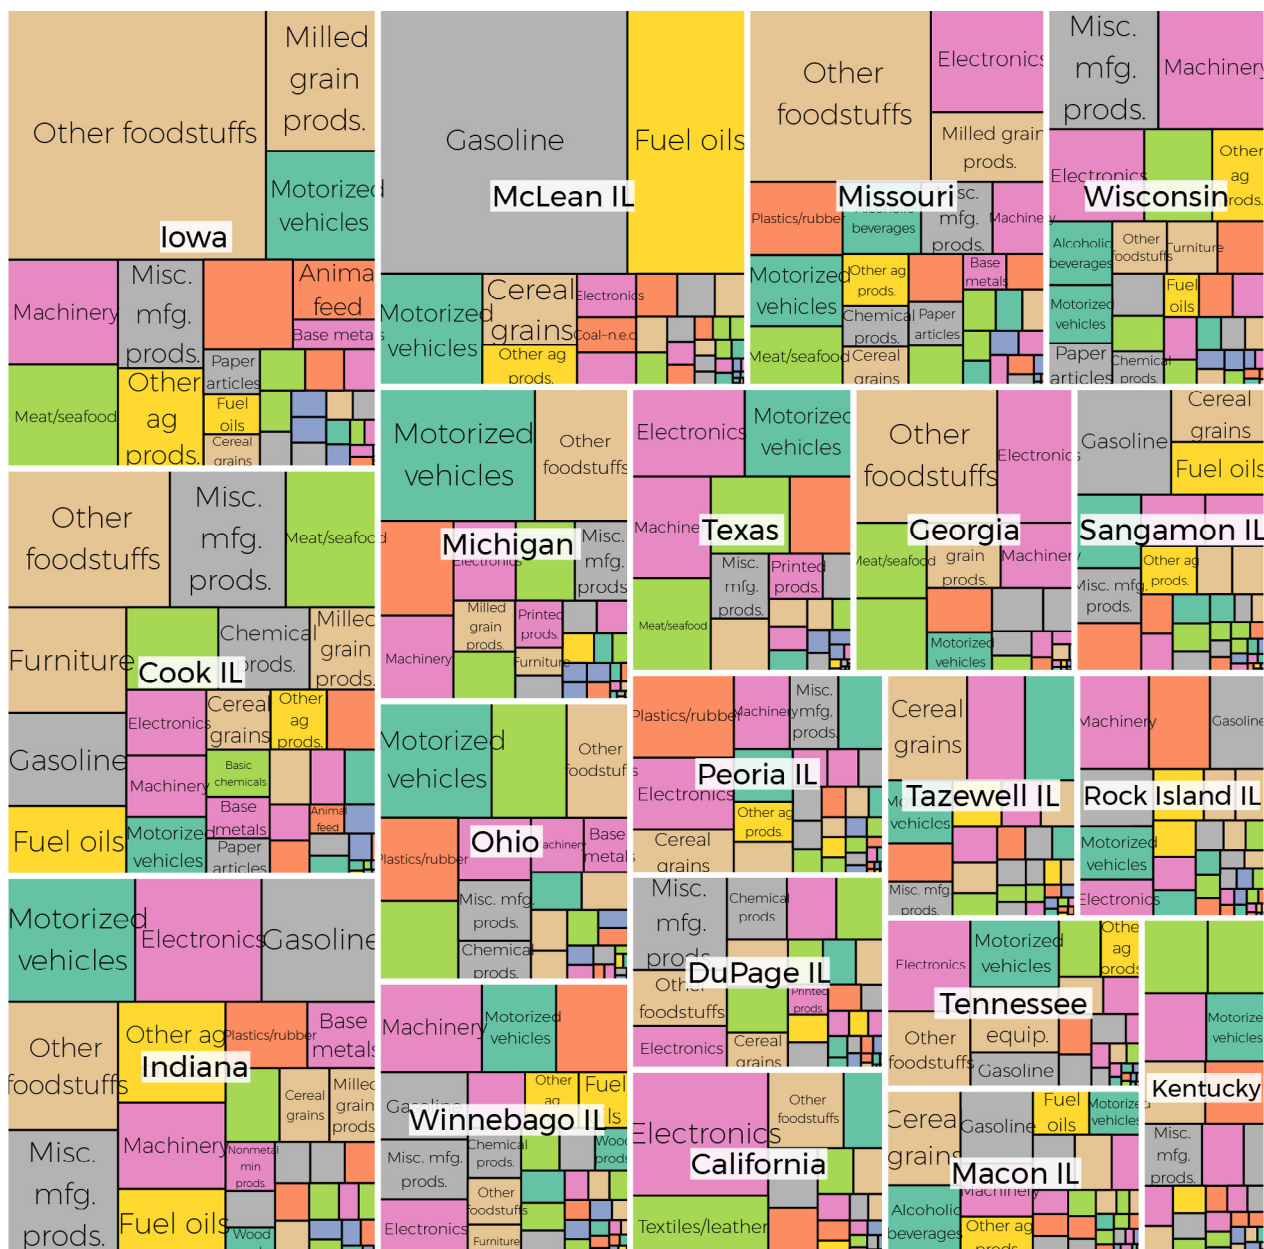 Other foodstuffs
Milled
grain
prods.
Motorized
vehicles
Iowa
Machinery
Misc.
mfg.
prods.
Anima
feed
Base metals
Meat/seafood
Other
ag
prods.
Paper
articles
Fuel
oils
Cereal
grains
Gasoline
Fuel oils
McLean IL
Motorized
vehicles
Cereal
grains
Electronics
Coal-n.e.c.
Other ag
prods.
Other
foodstuffs
Electronics
Milled grain
prods.
Missouri
Plastics/rubber
beverages
mfg.
prods.
Machinery
Motorized
vehicles
Other ag
prods.
Base
metals
Chemical
prods.
Paper
articles
Meat/seafood
Cereal
grains
Misc.
mfg.
prods.
Machinery
Electronics
Other
ag
prods.
Wisconsin
Alcoholic
beverages
Other
foodstuffs
Furniture
Motorized
vehicles
Fuel
oils
Paper
articles
Chemical
prods.
Other
foodstuffs
Misc.
mfg.
prods.
Meat/seafood
Furniture
Chemical
prods.
Milled
grain
prods.
Cook IL
Gasoline
Electronics
Cereal
grains
Other
ag
prods.
Machinery
Basic
chemicals
Base
metals
Animal
feed
Fuel oils
Motorized
vehicles
Paper
articles
Motorized
vehicles
Other
foodstuffs
Michigan
Electronics
Misc.
mfg.
prods.
Machinery
Milled
grain
prods.
Printed
prods.
Furniture
Electronics
Motorized
vehicles
Machinery
Texas
Misc.
mfg.
prods.
Printed
prods.
Meat/seafood
Other
foodstuffs
Electronics
Georgia
Meat/seafood
grain
prods.
Machinery
Motorized
vehicles
Gasoline
Cereal
grains
Fuel oils
Sangamon IL
Other ag
prods.
Misc. mfg.
prods.
Motorized
vehicles
Other
foodstuffs
Ohio
Plastics/rubber
Machinery
Base
metals
Misc. mfg.
prods.
Chemical
prods.
Plastics/rubber
Machinery
Misc.
mfg.
prods.
Peoria IL
Electronics
Other ag
prods.
Cereal
grains
Cereal
grains
Tazewell IL
Motorized
vehicles
Misc. mfg.
prods.
Machinery
Gasoline
Rock Island IL
Motorized
vehicles
Electronics
Motorized
vehicles
Electronics
Gasoline
Other
foodstuffs
Other ag
Plastics/rubber
Base
metals
Indiana
Machinery
Cereal
grains
Milled
grain
prods.
Misc.
mfg.
prods.
Nonmetal
min.
prods.
Fuel oils
Wood
Misc.
mfg.
prods.
Chemical
prods
DuPage IL
Other
foodstuffs
Printed
prods
Electronics
Cereal
grains
Electronics
Motorized
vehicles
Other
ag
prods
Tennessee
Other
foodstuffs
equip.
Gasoline
Motorized
vehicles
Kentucky
Misc.
mfg.
prods.
Machinery
Motorized
vehicles
Gasoline
Other
ag
Fuel
oils
Winnebago IL
Misc. mfg.
prods.
Chemical
prods.
Wood
prods
Electronics
Other
foodstuffs
Furniture
Electronics
Other
foodstuffs
California
Textiles/leather
Cereal
grains
Gasoline
Fuel
oils
Motorized
vehicles
Macon IL
Machinery
Alcoholic
beverages
Other ag
prods.